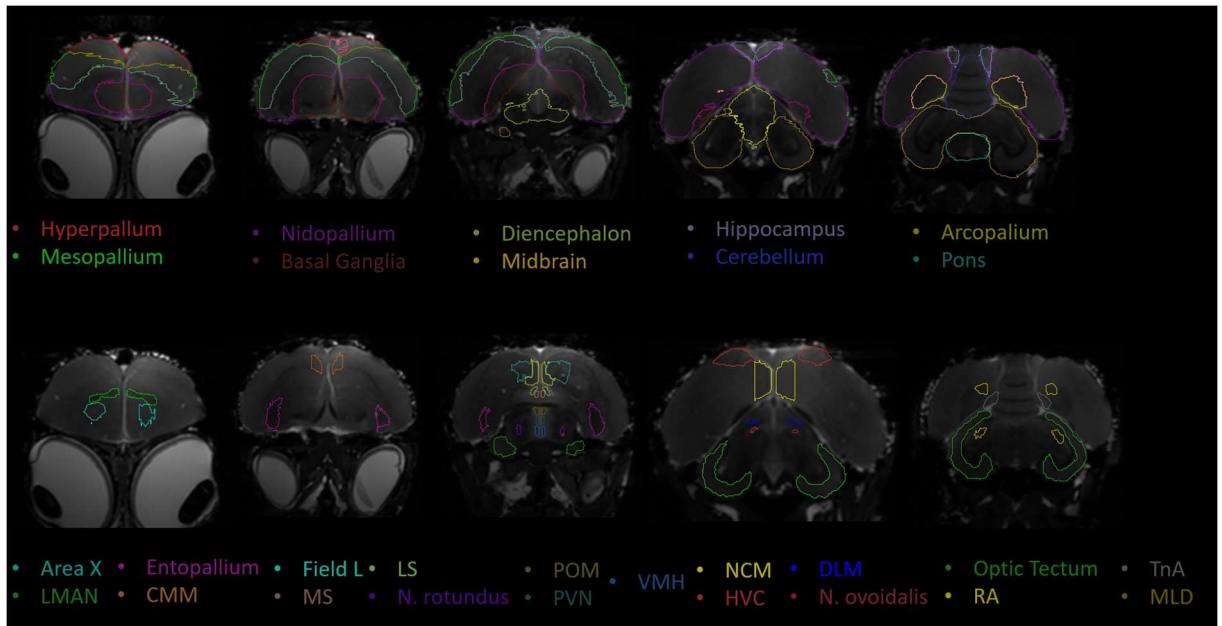 • Hyperpallum • Nidopallium • Diencephalon • Hippocampus • Arcopalium
• Mesopallium • Basal Ganglia • Midbrain • Cerebellum • Pons
• Area X • Entopallium • Field L • LS • POM • VMH • NCM • DLM • Optic Tectum • TnA
• LMAN • CMM • MS • N. rotundus • PVN • HVC • N. ovoidalis • RA • MLD